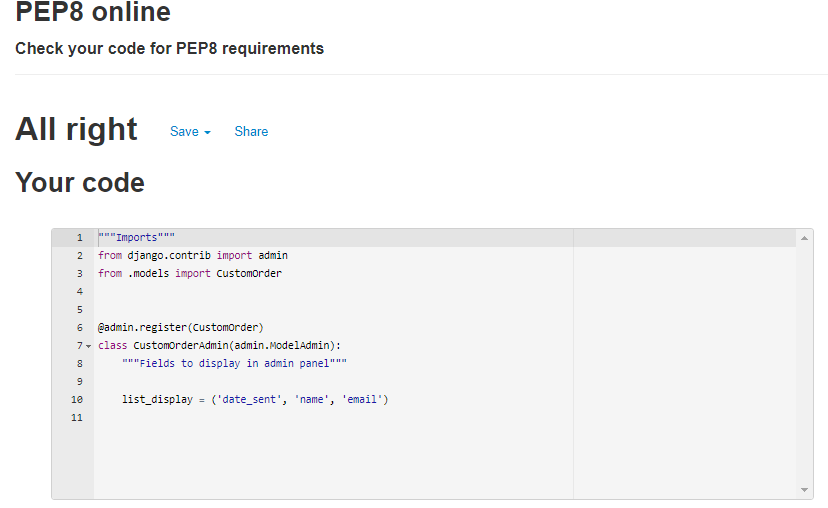 PEP8 online
Check your code for PEP8 requirements
All right Save Share
Your code
1 """Imports"""
2 from django.contrib import admin
3 from .models import CustomOrder
4
5
6 @admin.register(CustomOrder)
7 class CustomOrderAdmin(admin.ModelAdmin):
8     """Fields to display in admin panel"""
9
10     list_display = ('date_sent', 'name', 'email')
11